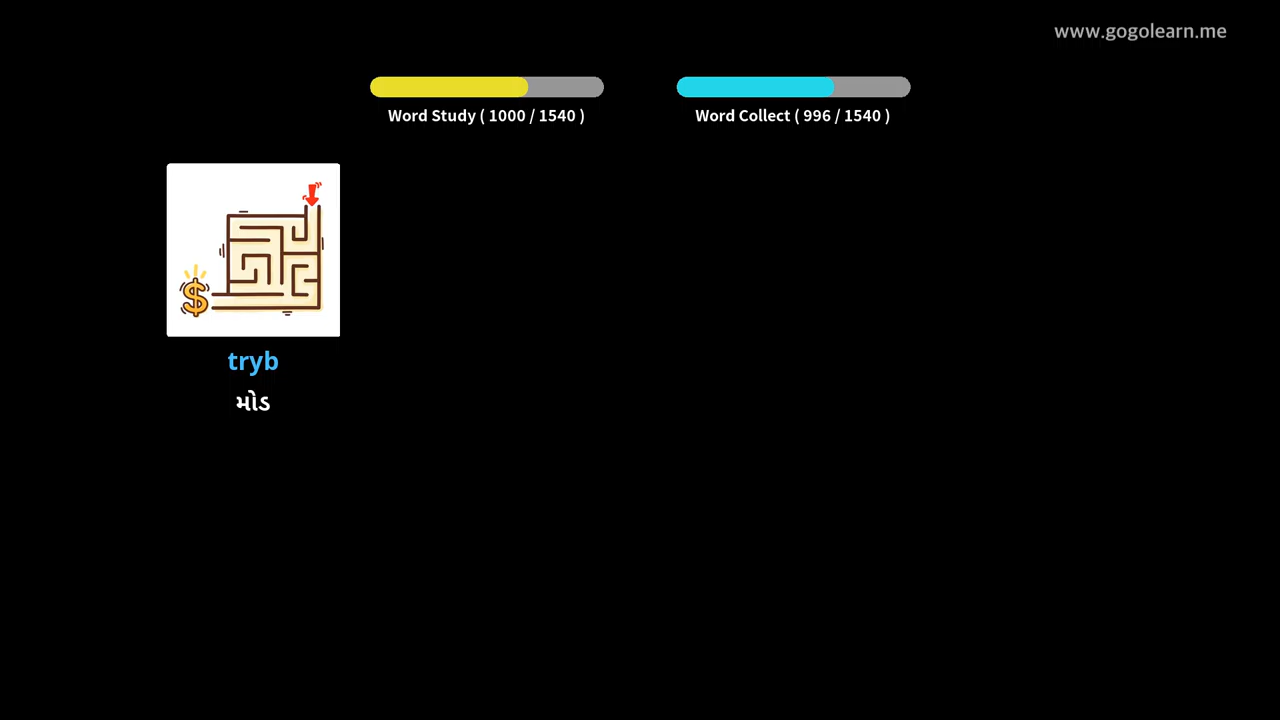 www.gogolearn.me
Word Study ( 1000 / 1540 )
Word Collect ( 996 / 1540 )
$
tryb
મોડ